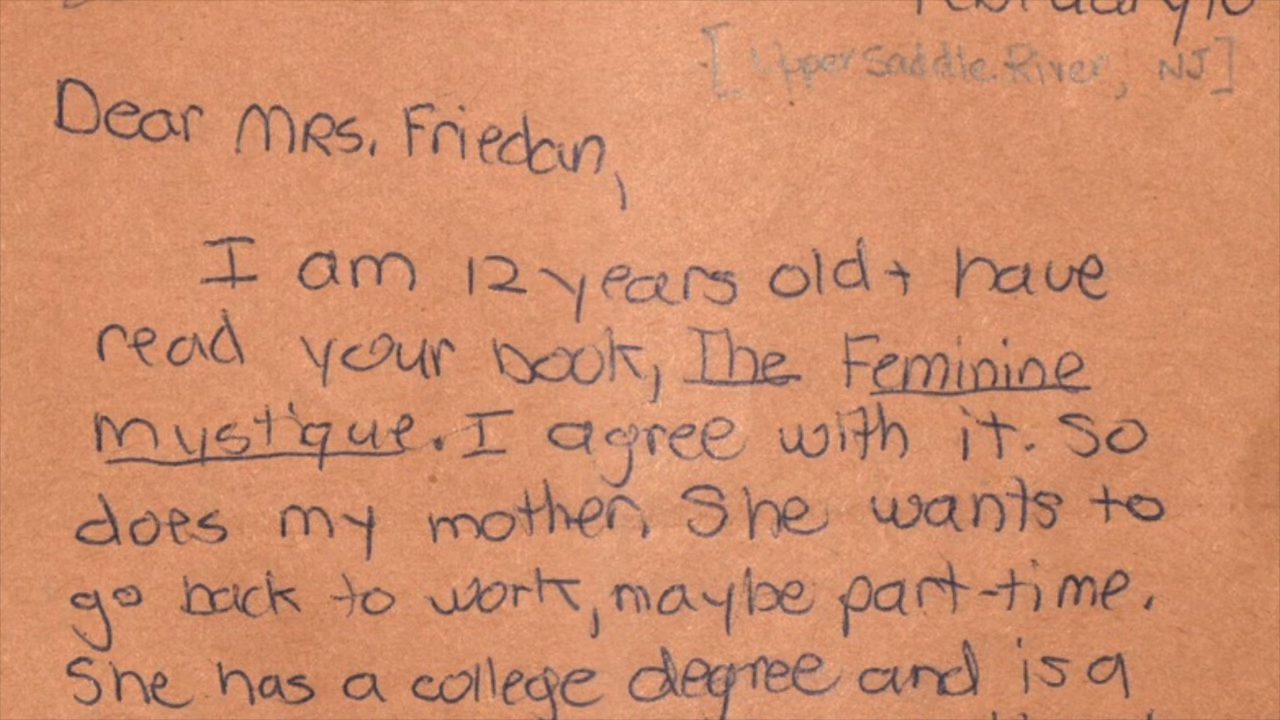 [Upper Saddle River, NJ]
Dear MRS. Friedan,
I am 12 years old + have
read your book, The Feminine
mystique. I agree with it. So
does my mother. She wants to
go back to work, maybe part-time.
She has a college degree and is a